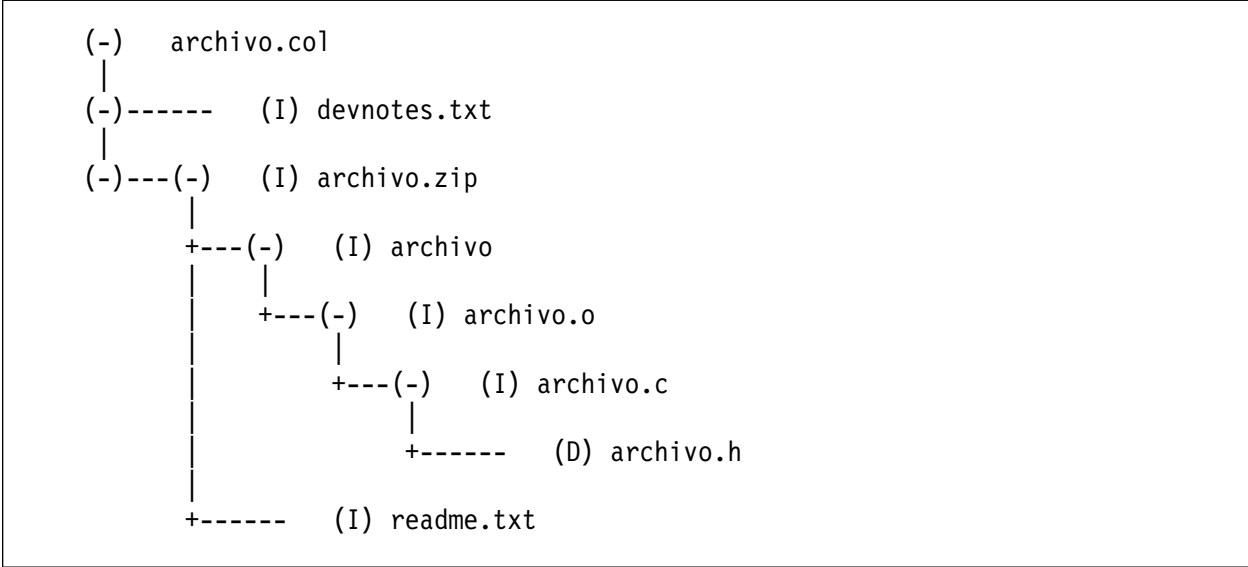 (-) archivo.col
|
(-)------ (I) devnotes.txt
|
(-)---(-) (I) archivo.zip
|
+---(-) (I) archivo
| |
| +---(-) (I) archivo.o
| |
| +---(-) (I) archivo.c
| |
| +------ (D) archivo.h
|
+------ (I) readme.txt